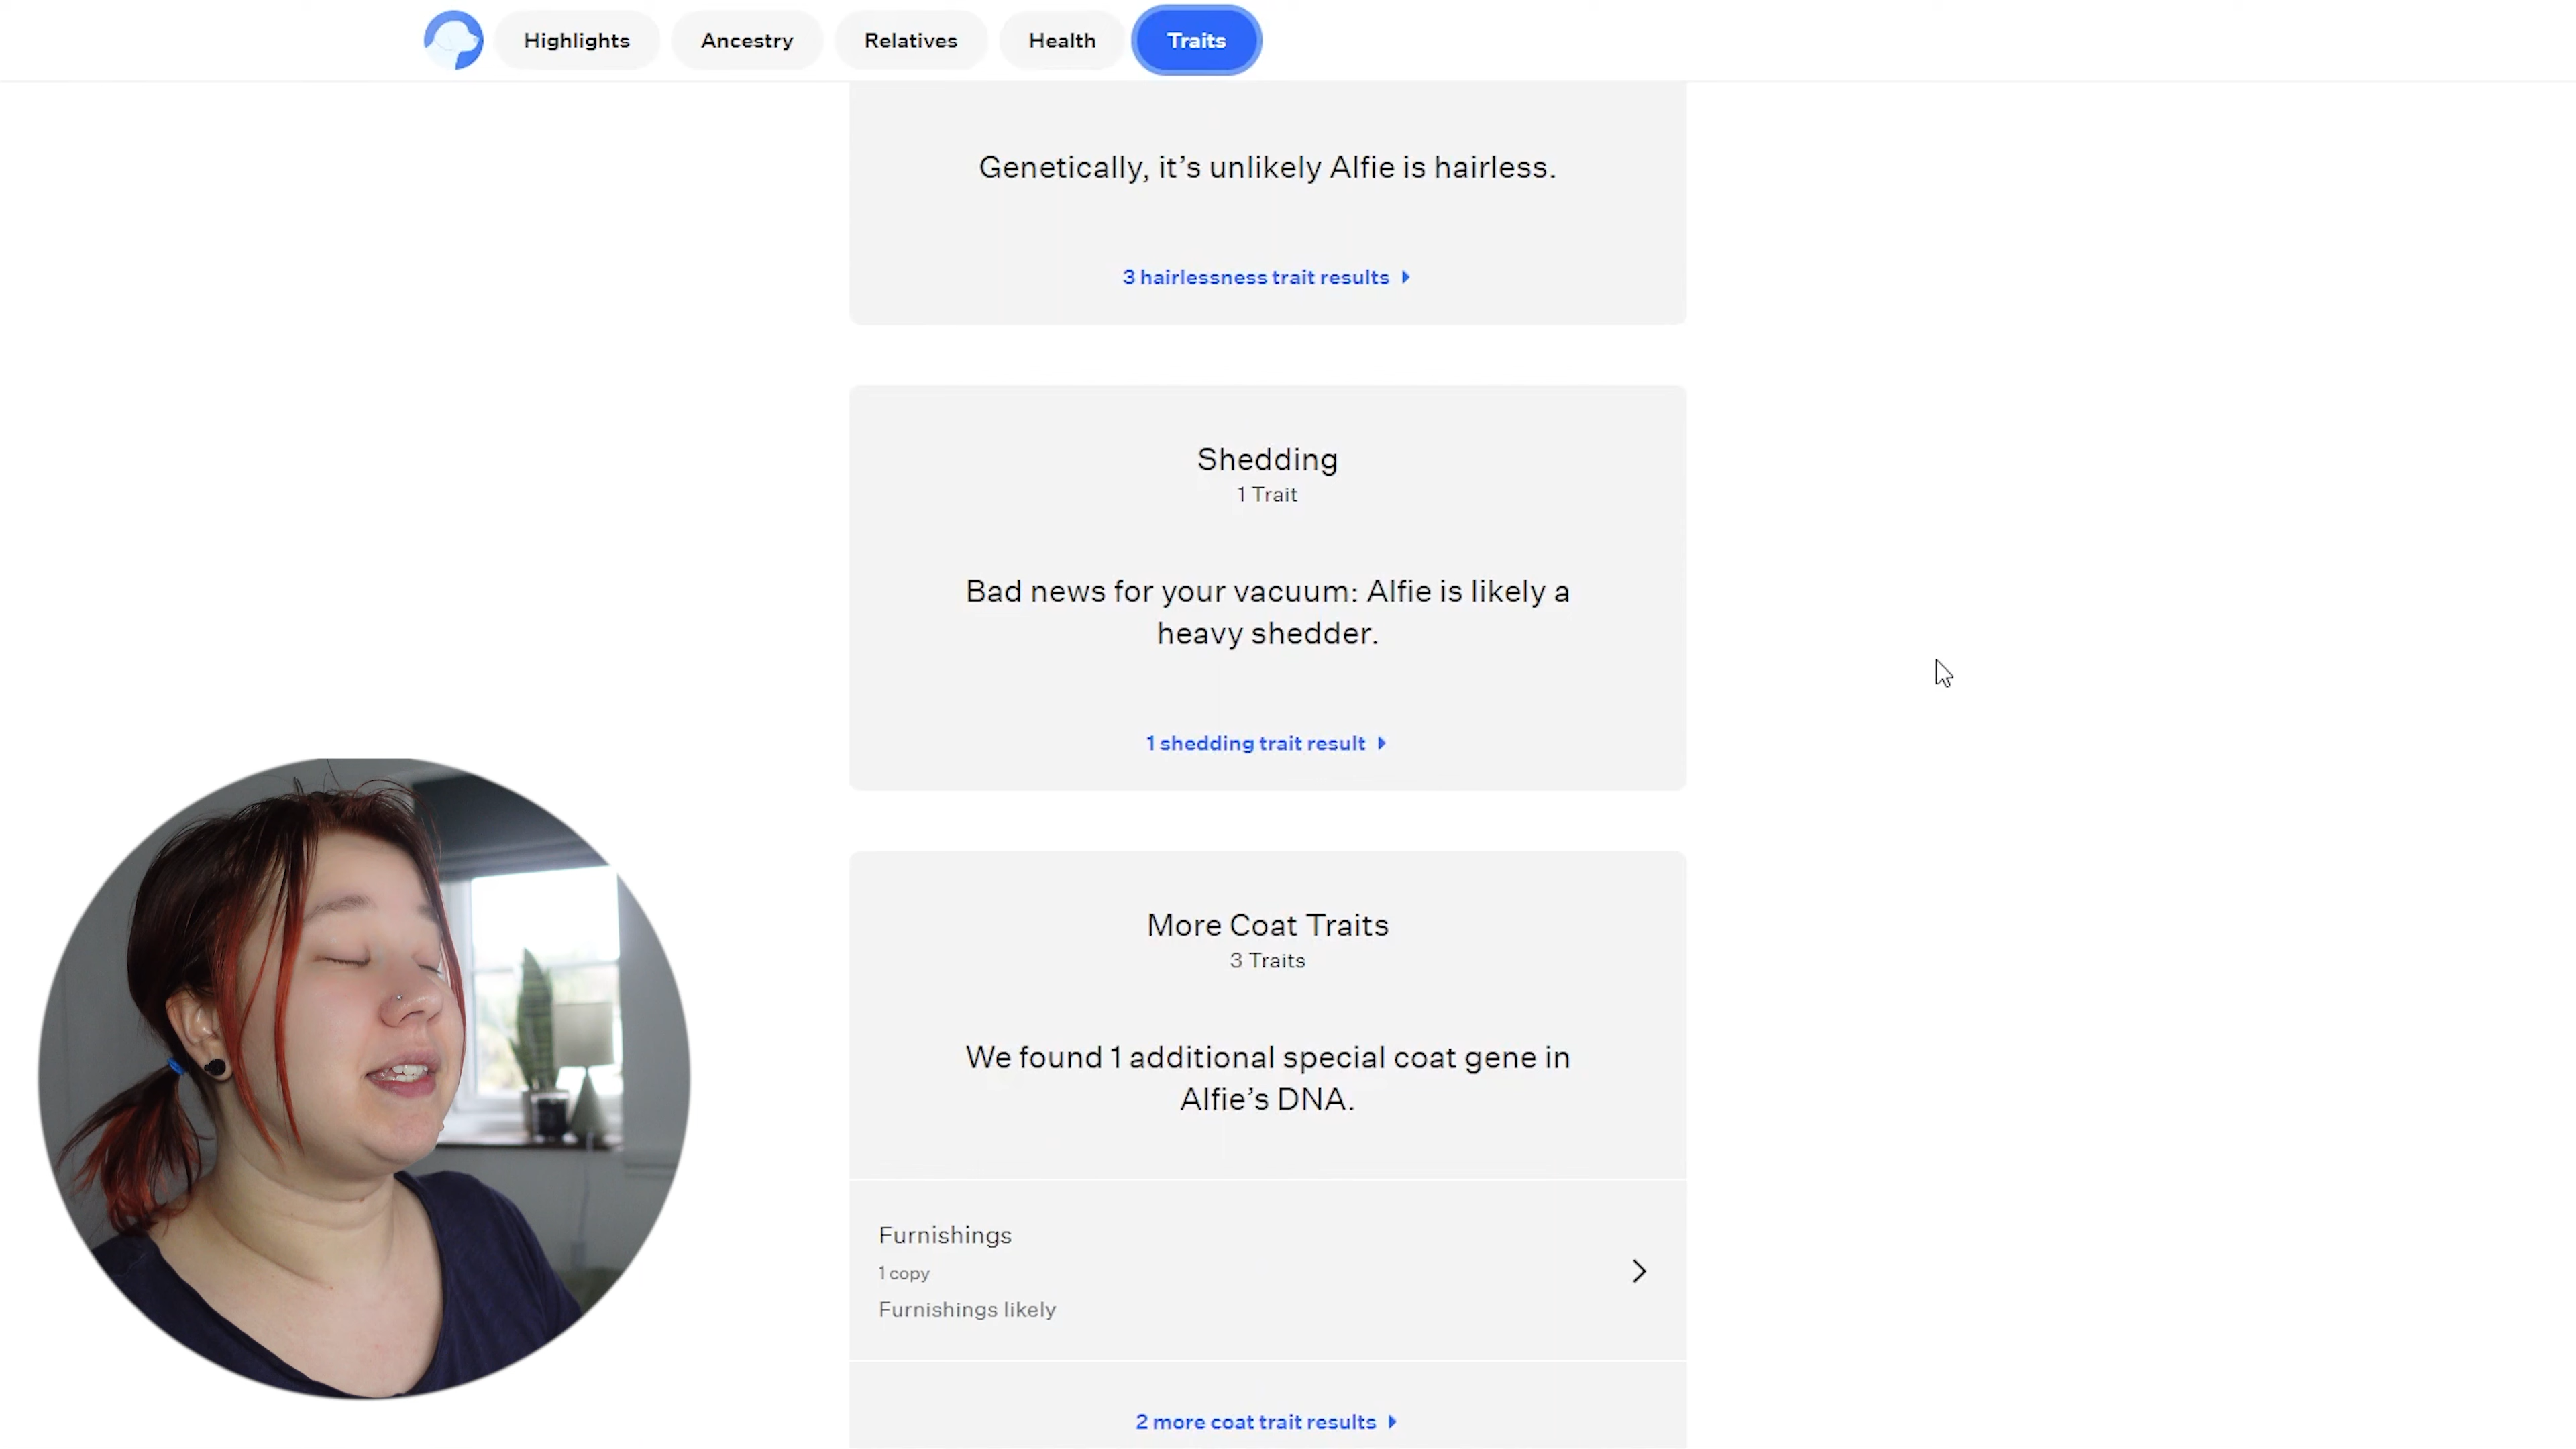 Highlights
Ancestry
Relatives
Health
Traits
Genetically, it's unlikely Alfie is hairless.
3 hairlessness trait results
Shedding
1 Trait
Bad news for your vacuum: Alfie is likely a
heavy shedder.
1 shedding trait result
More Coat Traits
3 Traits
We found 1 additional special coat gene in
Alfie's DNA.
Furnishings
1 copy
Furnishings likely
2 more coat trait results